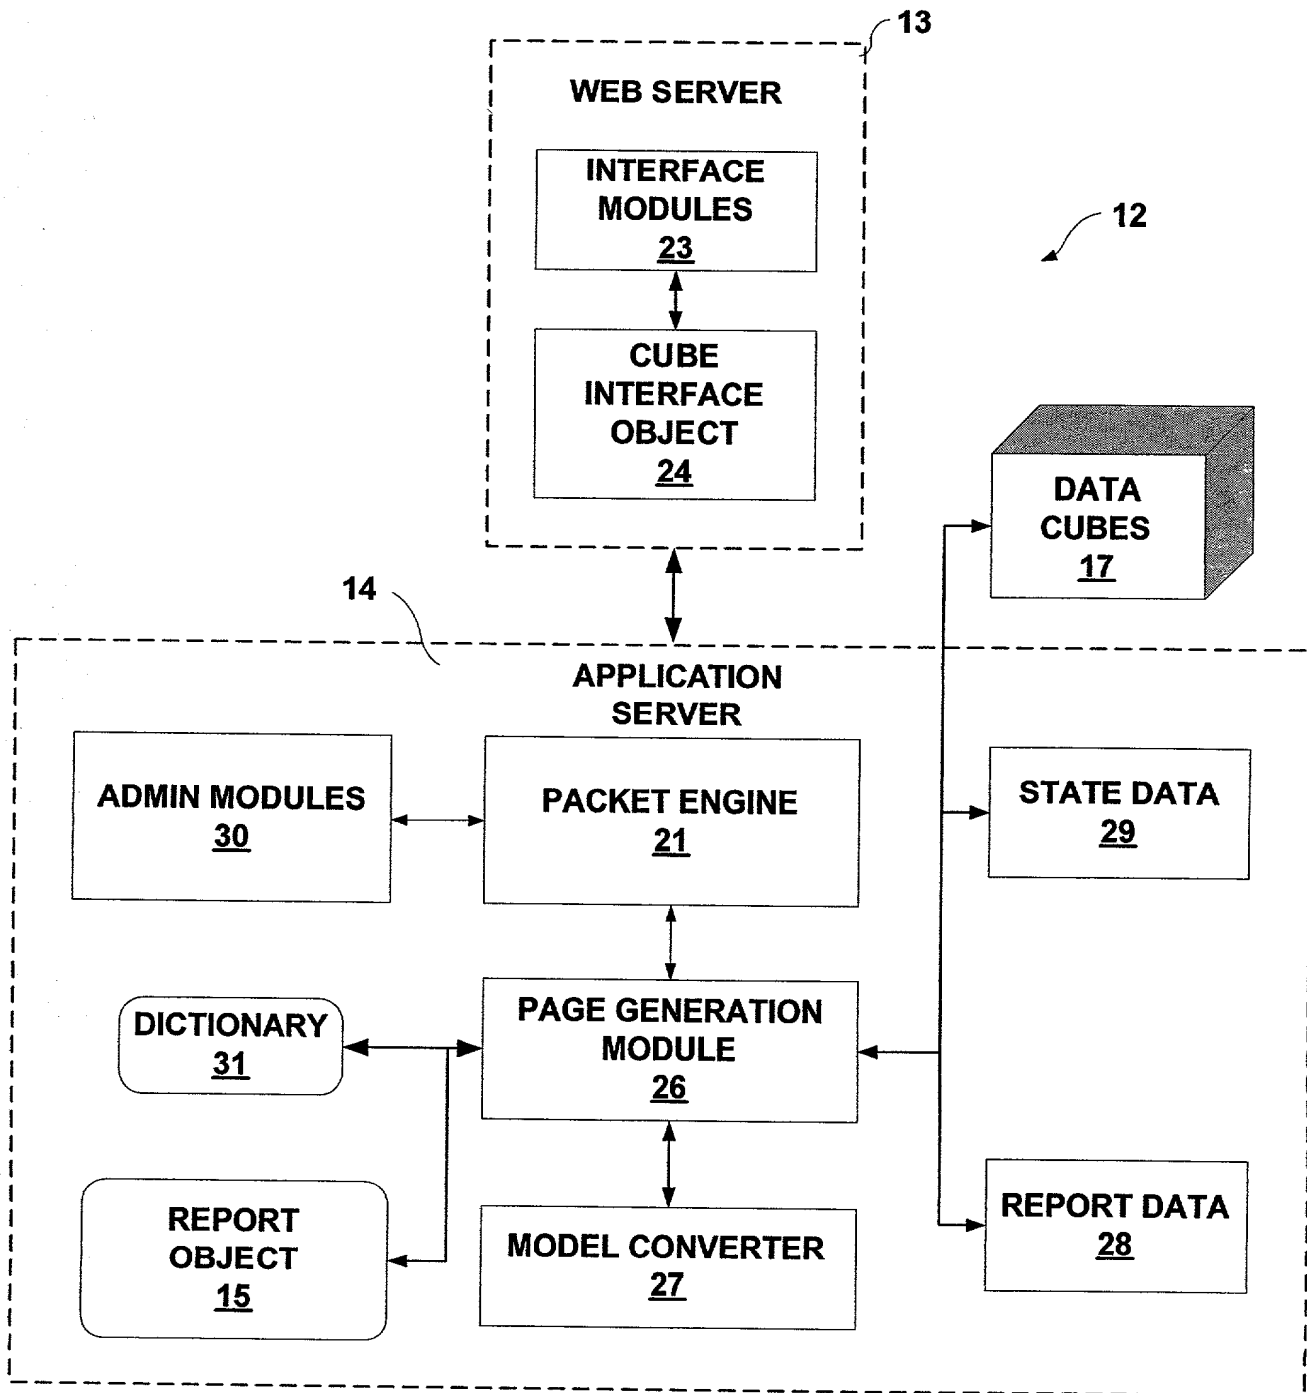 13
WEB SERVER
INTERFACE
MODULES
23
12
CUBE
INTERFACE
OBJECT
24
DATA
CUBES
17
14
APPLICATION
SERVER
ADMIN MODULES
30
PACKET ENGINE
21
STATE DATA
29
DICTIONARY
31
PAGE GENERATION
MODULE
26
REPORT
OBJECT
15
MODEL CONVERTER
27
REPORT DATA
28